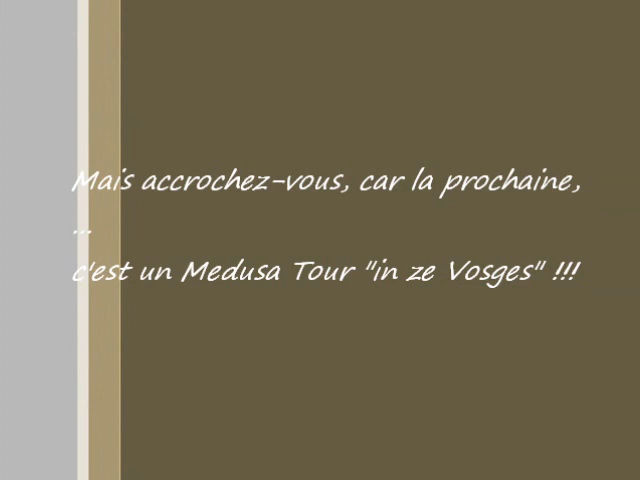 Mais accrochez-vous, car la prochaine,
...
c'est un Medusa Tour "in ze Vosges" !!!